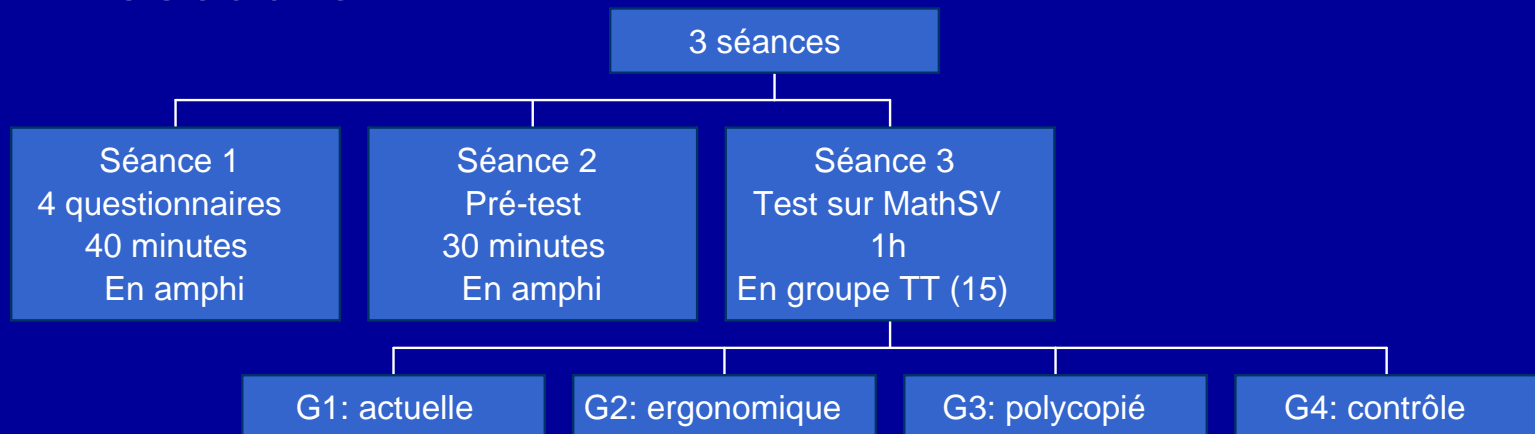 3 séances
Séance 1
4 questionnaires
40 minutes
En amphi
Séance 2
Pré-test
30 minutes
En amphi
Séance 3
Test sur MathSV
1h
En groupe TT (15)
G1: actuelle
G2: ergonomique
G3: polycopié
G4: contrôle